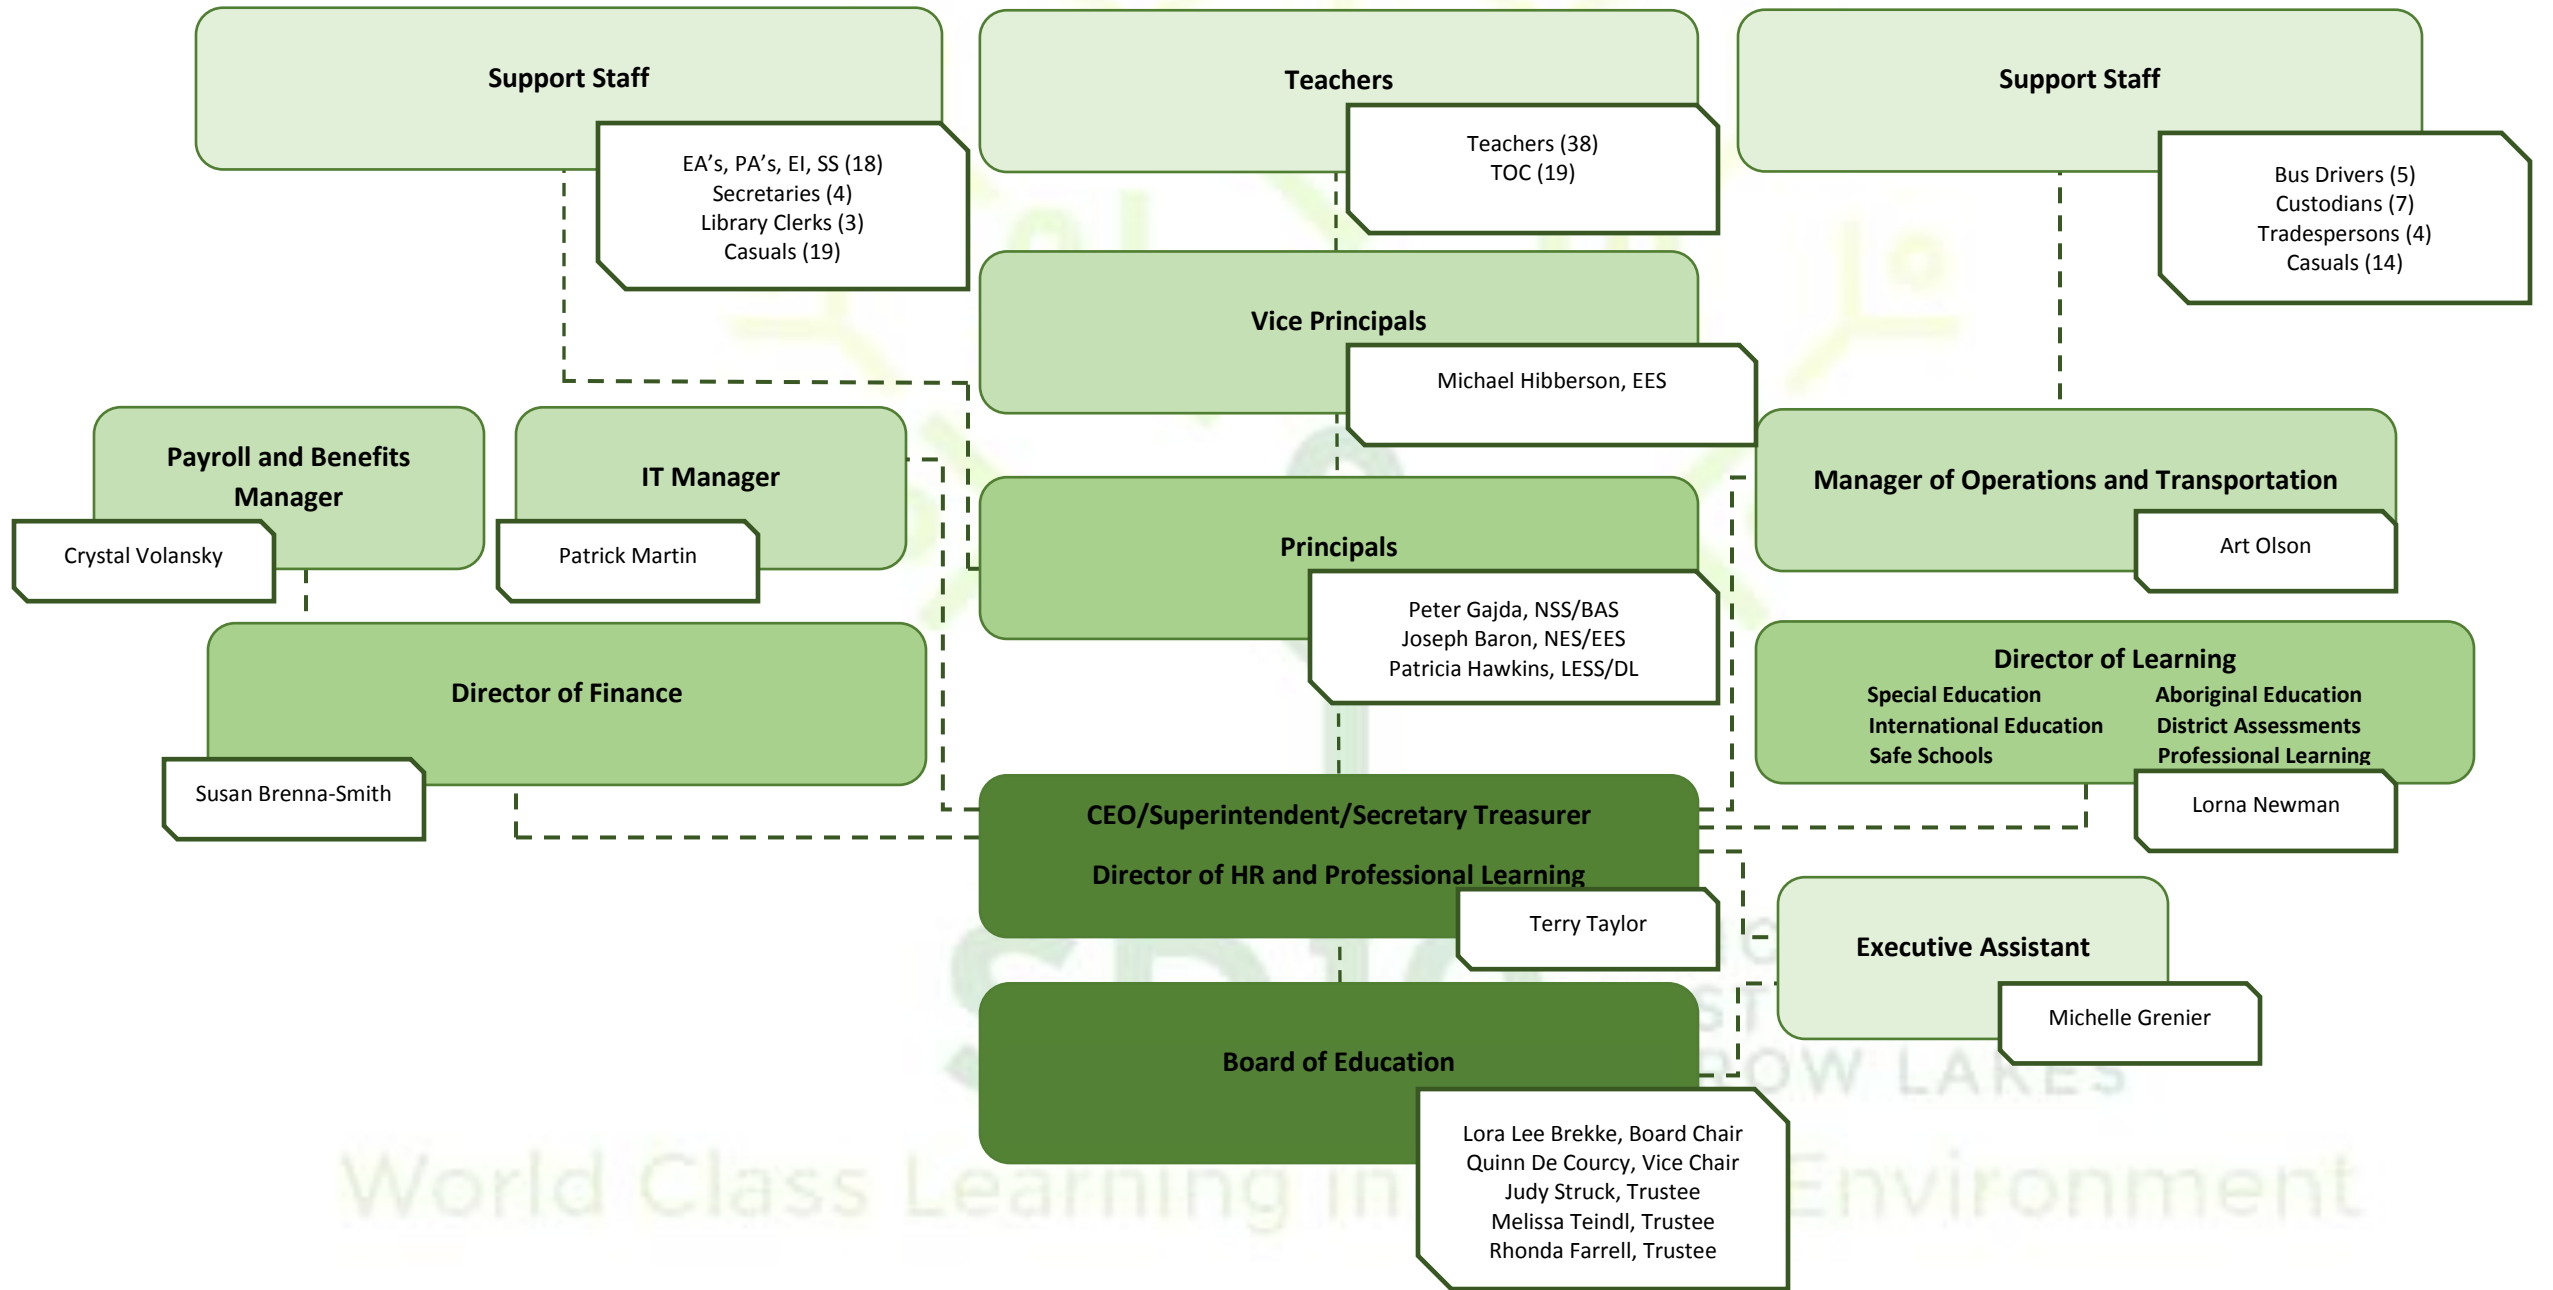 Support Staff
EA’s, PA’s, EI, SS (18)
Secretaries (4)
Library Clerks (3)
Casuals (19)
Teachers
Teachers (38)
TOC (19)
Support Staff
Bus Drivers (5)
Custodians (7)
Tradespersons (4)
Casuals (14)
Vice Principals
Michael Hibberson, EES
Payroll and Benefits
Manager
Crystal Volansky
IT Manager
Patrick Martin
Principals
Peter Gajda, NSS/BAS
Joseph Baron, NES/EES
Patricia Hawkins, LESS/DL
Manager of Operations and Transportation
Art Olson
Director of Finance
Susan Brenna-Smith
Director of Learning
Special Education
Aboriginal Education
International Education
District Assessments
Safe Schools
Professional Learning
Lorna Newman
CEO/Superintendent/Secretary Treasurer
Director of HR and Professional Learning
Terry Taylor
Executive Assistant
Michelle Grenier
Board of Education
Lora Lee Brekke, Board Chair
Quinn De Courcy, Vice Chair
Judy Struck, Trustee
Melissa Teindl, Trustee
Rhonda Farrell, Trustee
LAKES
World Class Learning in Environment